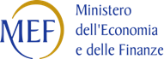 MEF
Ministero
dell'Economia
e delle Finanze